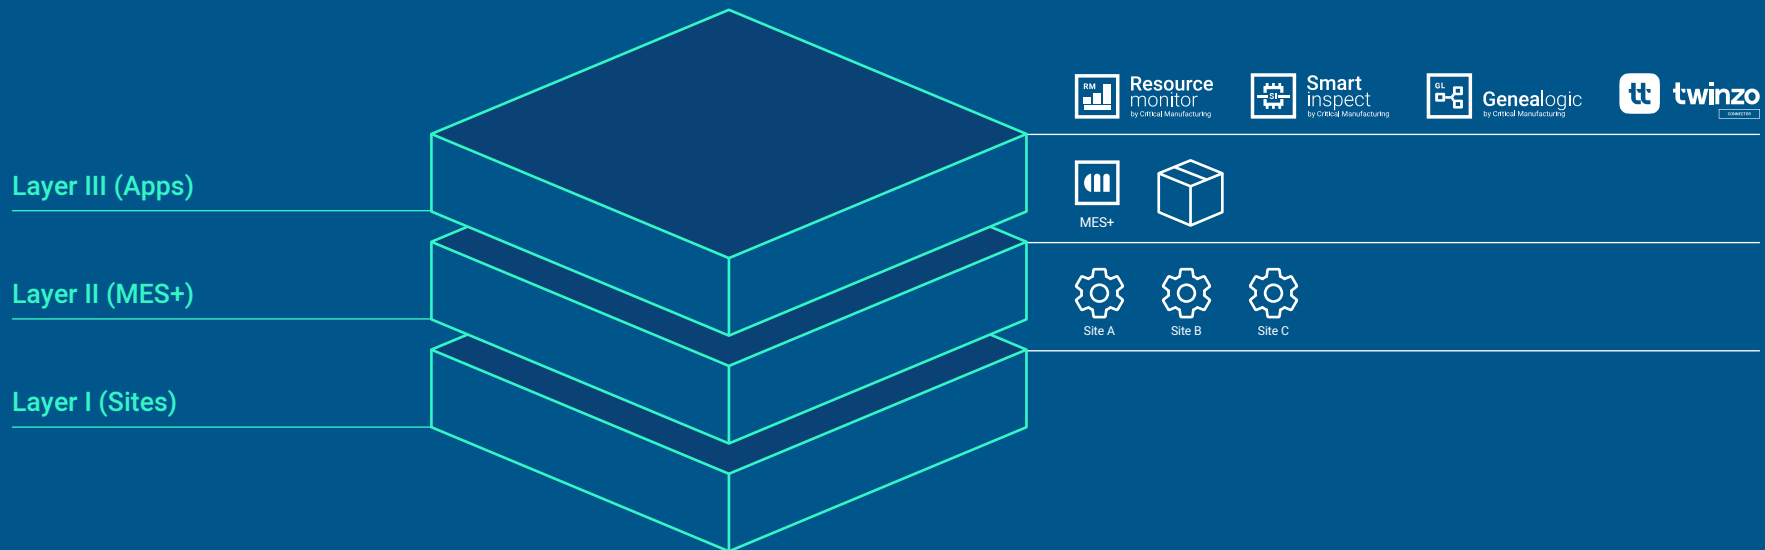 Layer III (Apps)
Layer II (MES+)
Layer I (Sites)
RM
Resource
monitor
by Critical Manufacturing
SI
Smart
inspect
by Critical Manufacturing
GL
Genealogic
by Critical Manufacturing
tt
twinzo
CONNECTOR
MES+
Site A
Site B
Site C